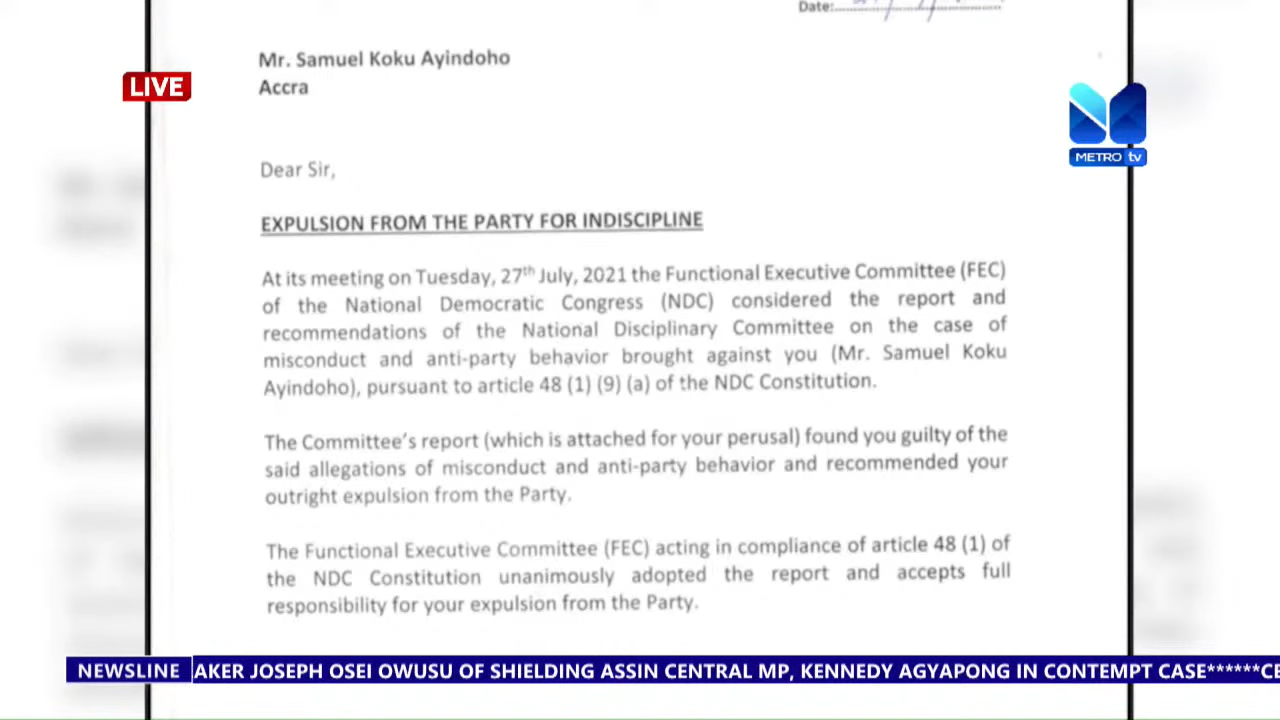 Date:
Mr. Samuel Koku Ayindoho
Accra
LIVE
METRO tv
Dear Sir,
EXPULSION FROM THE PARTY FOR INDISCIPLINE
At its meeting on Tuesday, 27th July, 2021 the Functional Executive Committee (FEC)
of the National Democratic Congress (NDC) considered the report and
recommendations of the National Disciplinary Committee on the case of
misconduct and anti-party behavior brought against you (Mr. Samuel Koku
Ayindoho), pursuant to article 48 (1) (9) (a) of the NDC Constitution.
The Committee's report (which is attached for your perusal) found you guilty of the
said allegations of misconduct and anti-party behavior and recommended your
outright expulsion from the Party.
The Functional Executive Committee (FEC) acting in compliance of article 48 (1) of
the NDC Constitution unanimously adopted the report and accepts full
responsibility for your expulsion from the Party.
NEWSLINE AKER JOSEPH OSEI OWUSU OF SHIELDING ASSIN CENTRAL MP, KENNEDY AGYAPONG IN CONTEMPT CASE******CE